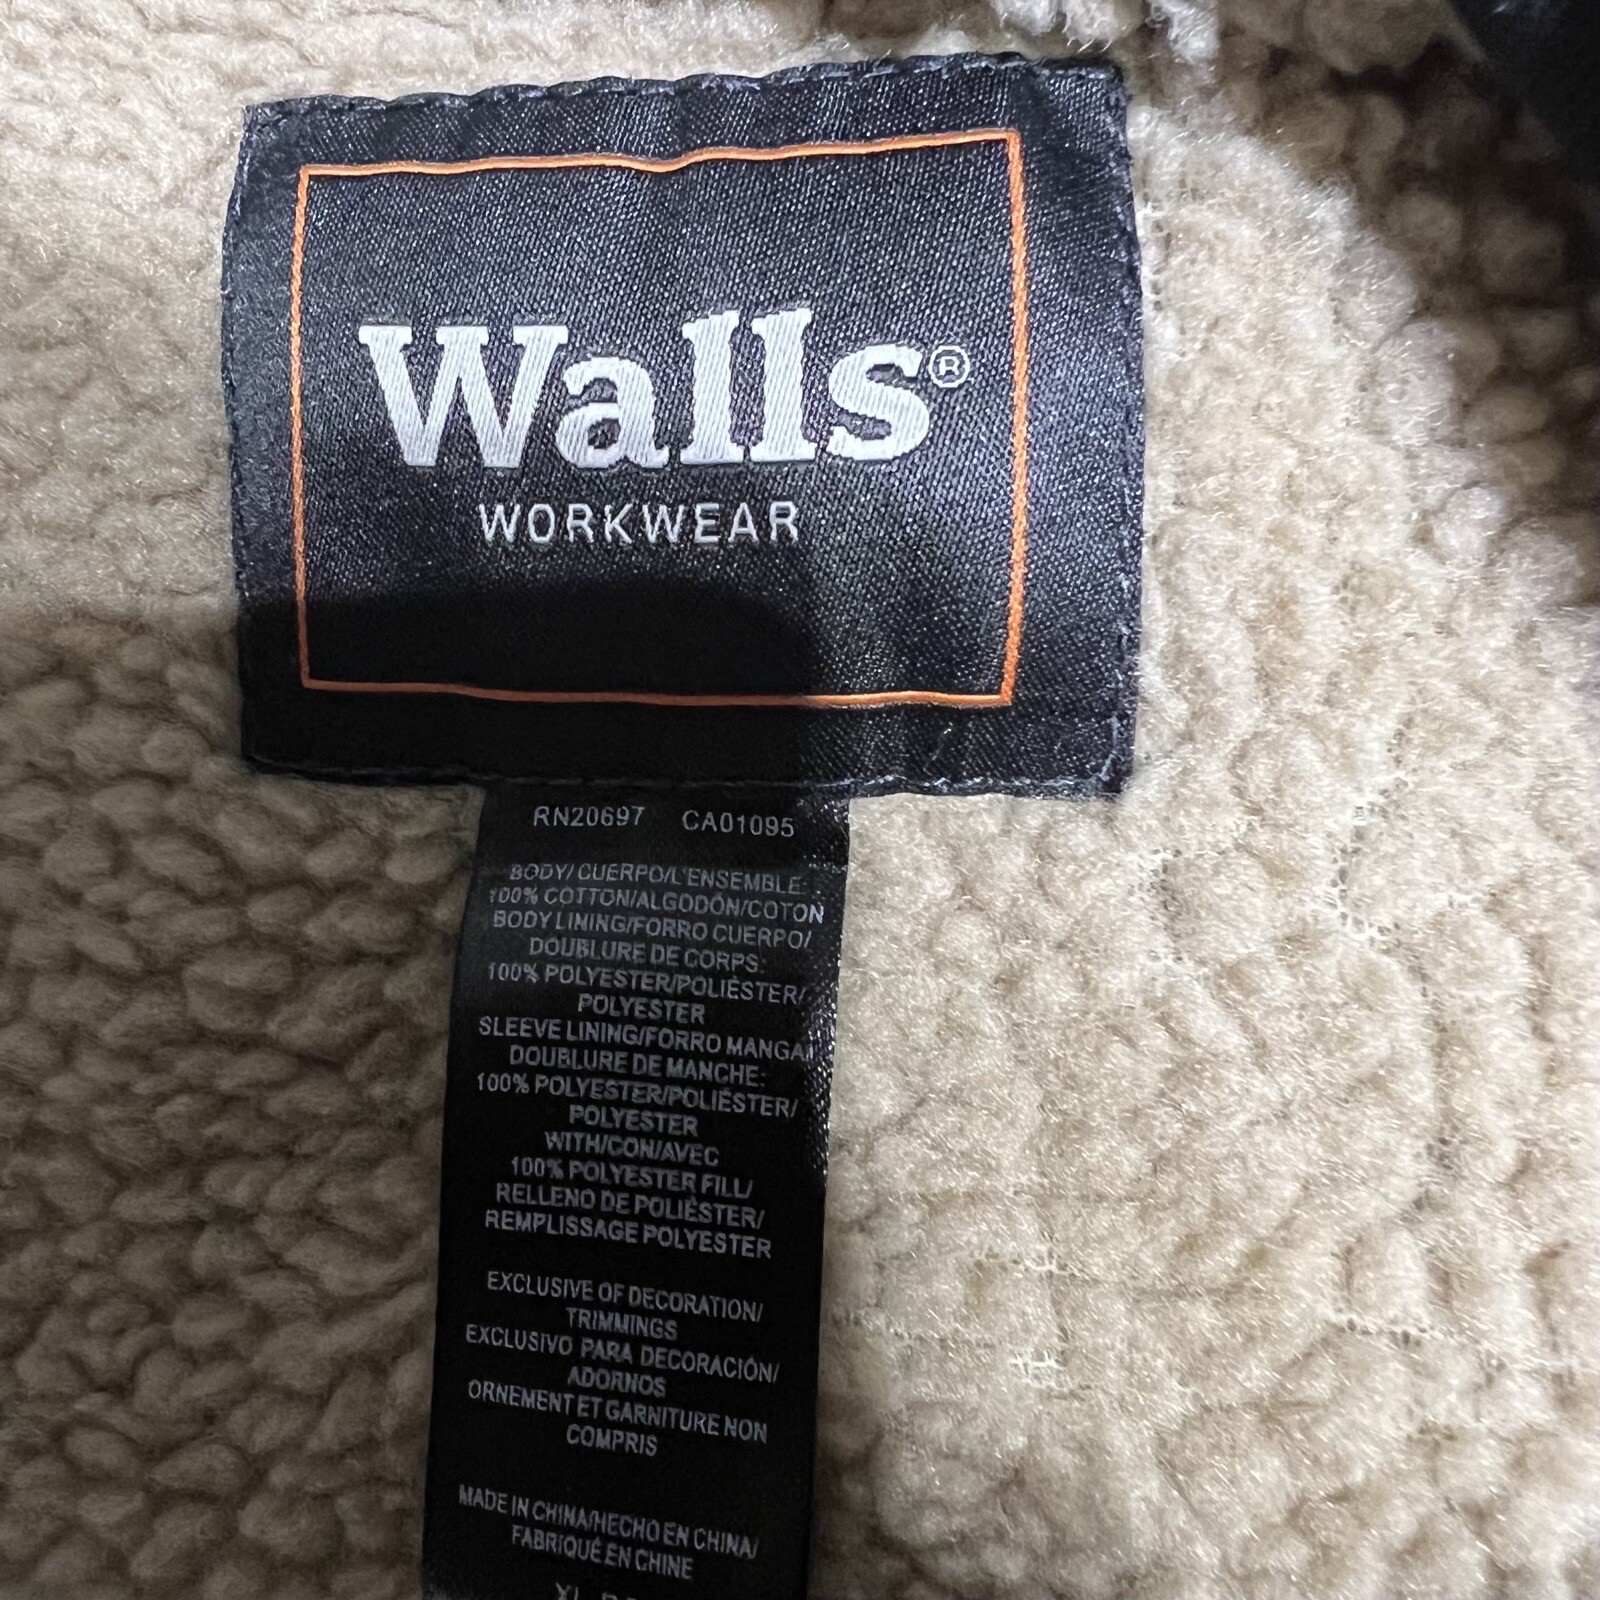 Walls®
WORKWEAR
RN20697 CA01095
BODY/CUERPO/L'ENSEMBLE:
100% COTTON/ALGODÓN/COTON
BODY LINING/FORRO CUERPO/
DOUBLURE DE CORPS:
100% POLYESTER/POLIÉSTER/
POLYESTER
SLEEVE LINING/FORRO MANGA/
DOUBLURE DE MANCHE:
100% POLYESTER/POLIÉSTER/
POLYESTER
WITH/CON/AVEC
100% POLYESTER FILL/
RELLENO DE POLIÉSTER/
REMPLISSAGE POLYESTER
EXCLUSIVE OF DECORATION/
TRIMMINGS
EXCLUSIVO PARA DECORACIÓN/
ADORNOS
ORNEMENT ET GARNITURE NON
COMPRIS
MADE IN CHINA/HECHO EN CHINA/
FABRIQUÉ EN CHINE
XL